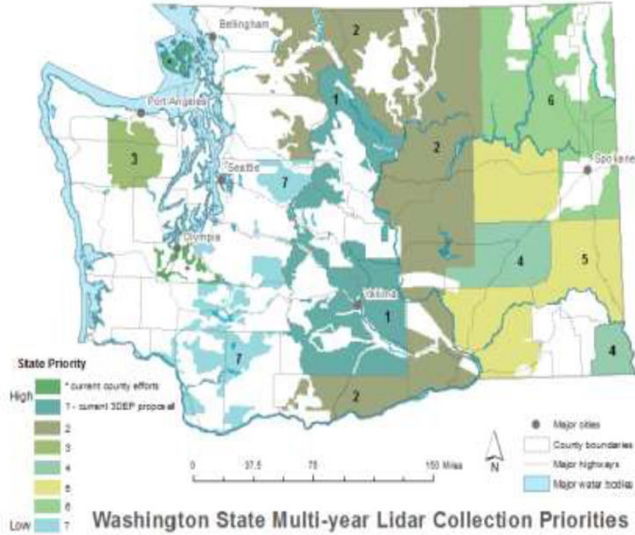 Bellingham
2
1
6
Port Angeles
3
2
Spokane
Seattle
7
Olympia
4
5
Yakima
1
7
4
2
State Priority
High
* current county efforts
1 - current 3DEP proposal
2
3
4
5
6
Low
7
Major cities
County boundaries
Major highways
Major water bodies
N
0
37.5
75
150 Miles
Washington State Multi-year Lidar Collection Priorities